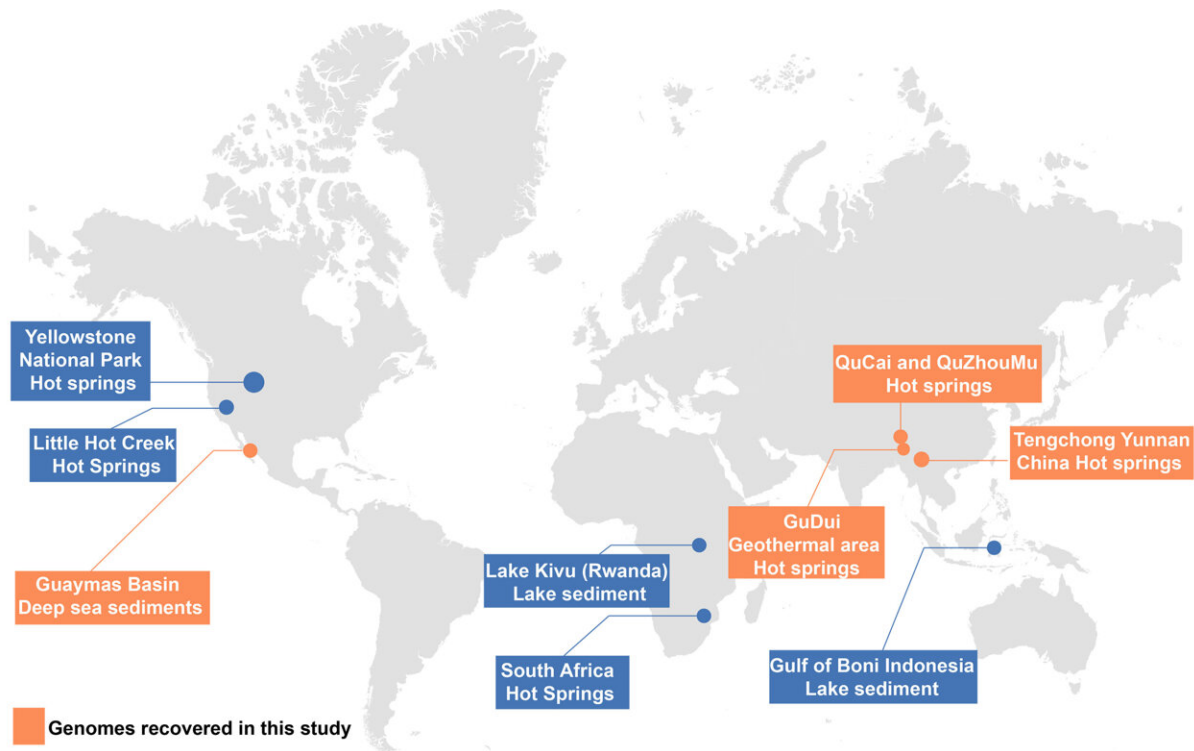 Yellowstone
National Park
Hot springs
Little Hot Creek
Hot Springs
Guaymas Basin
Deep sea sediments
QuCai and QuZhouMu
Hot springs
Tengchong Yunnan
China Hot springs
GuDui
Geothermal area
Hot springs
Lake Kivu (Rwanda)
Lake sediment
South Africa
Hot Springs
Gulf of Boni Indonesia
Lake sediment
Genomes recovered in this study